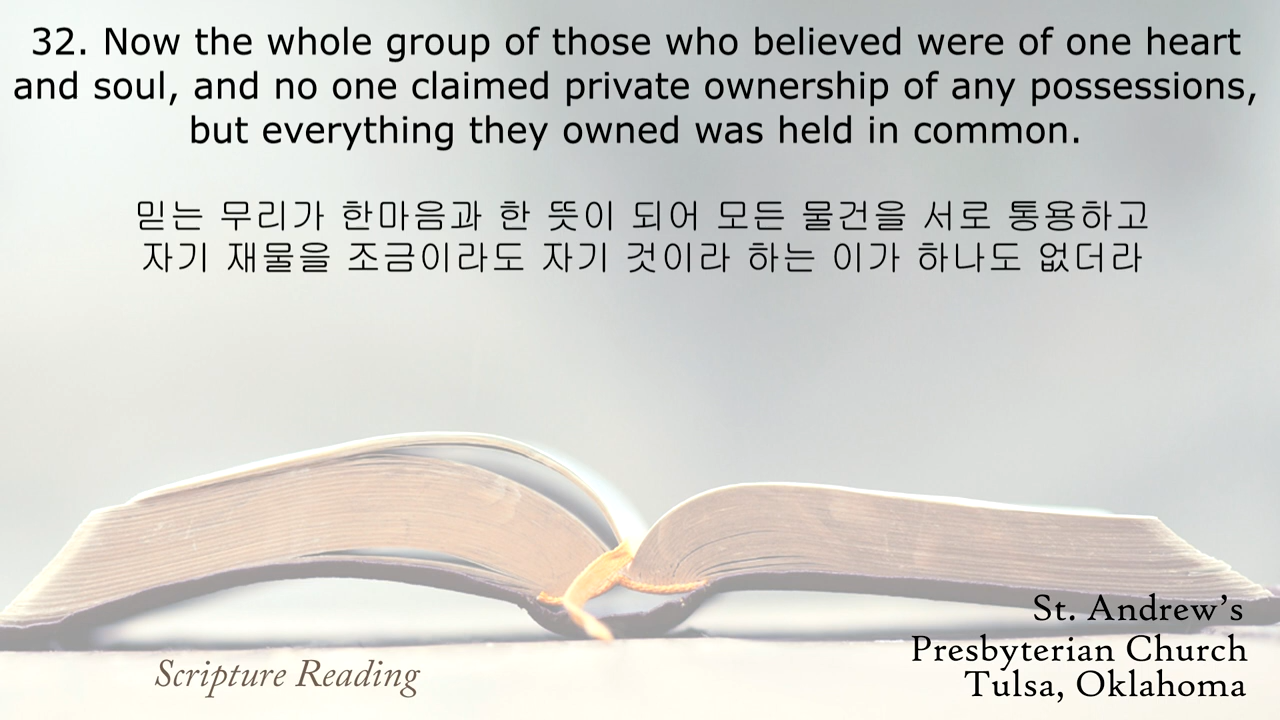 32. Now the whole group of those who believed were of one heart
and soul, and no one claimed private ownership of any possessions,
but everything they owned was held in common.
믿는 무리가 한마음과 한 뜻이 되어 모든 물건을 서로 통용하고
자기 재물을 조금이라도 자기 것이라 하는 이가 하나도 없더라
Scripture Reading
St. Andrew’s
Presbyterian Church
Tulsa, Oklahoma